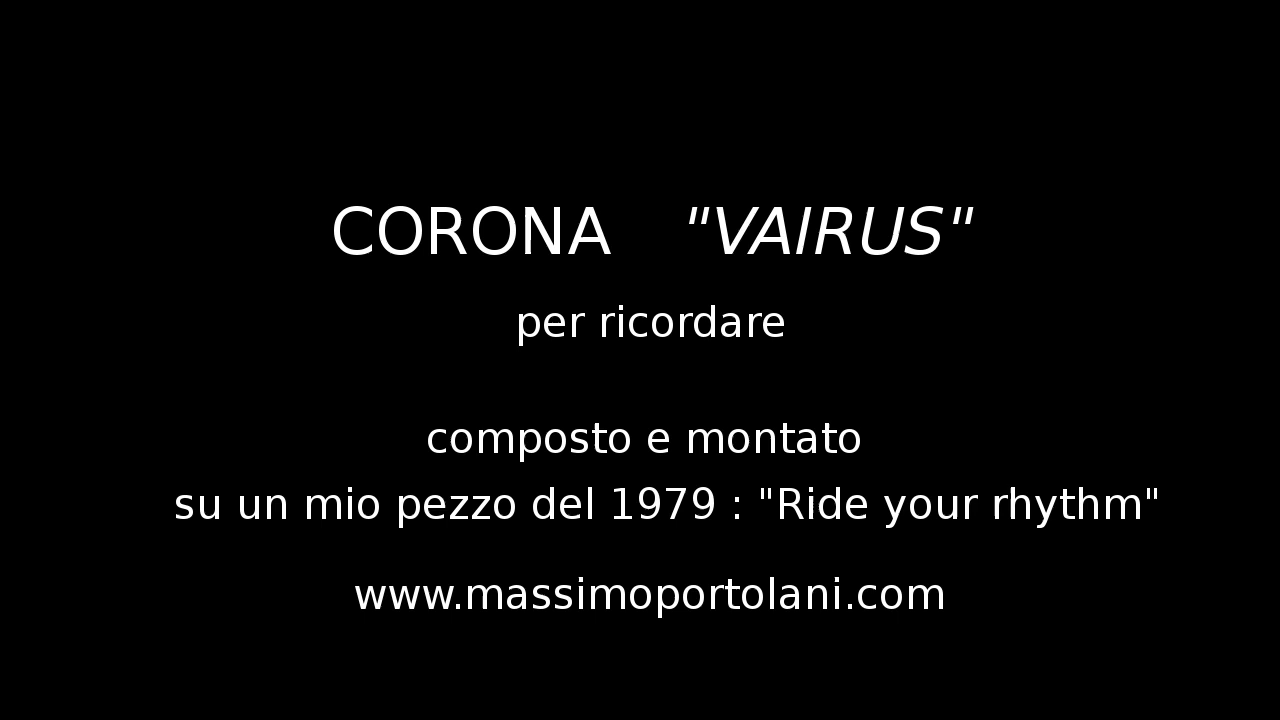 CORONA "VAIRUS"
per ricordare
composto e montato
su un mio pezzo del 1979 : "Ride your rhythm"
www.massimoportolani.com